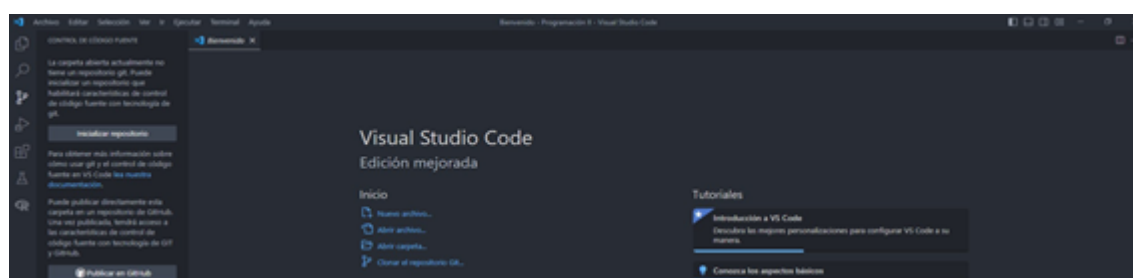 Archivo Editar Selección Ver Ir Ejecutar Terminal Ayuda
Bienvenido - Programación II - Visual Studio Code
CONTROL DE CÓDIGO FUENTE
Bienvenido
La carpeta abierta actualmente no
tiene un repositorio git. Puede
inicializar un repositorio que
habilitará características de control
de código fuente con tecnología de
git.
Inicializar repositorio
Para obtener más información sobre
cómo usar git y el control de código
fuente en VS Code lea nuestra
documentación.
Puede publicar directamente esta
carpeta en un repositorio de GitHub.
Una vez publicada, tendrá acceso a
las características de control de
código fuente con tecnología de GIT
y GitHub.
Publicar en GitHub
Visual Studio Code
Edición mejorada
Inicio
Nuevo archivo...
Abrir archivo...
Abrir carpeta...
Clonar el repositorio Git...
Tutoriales
Introducción a VS Code
Descubra las mejores personalizaciones para configurar VS Code a su
manera.
Conozca los aspectos básicos